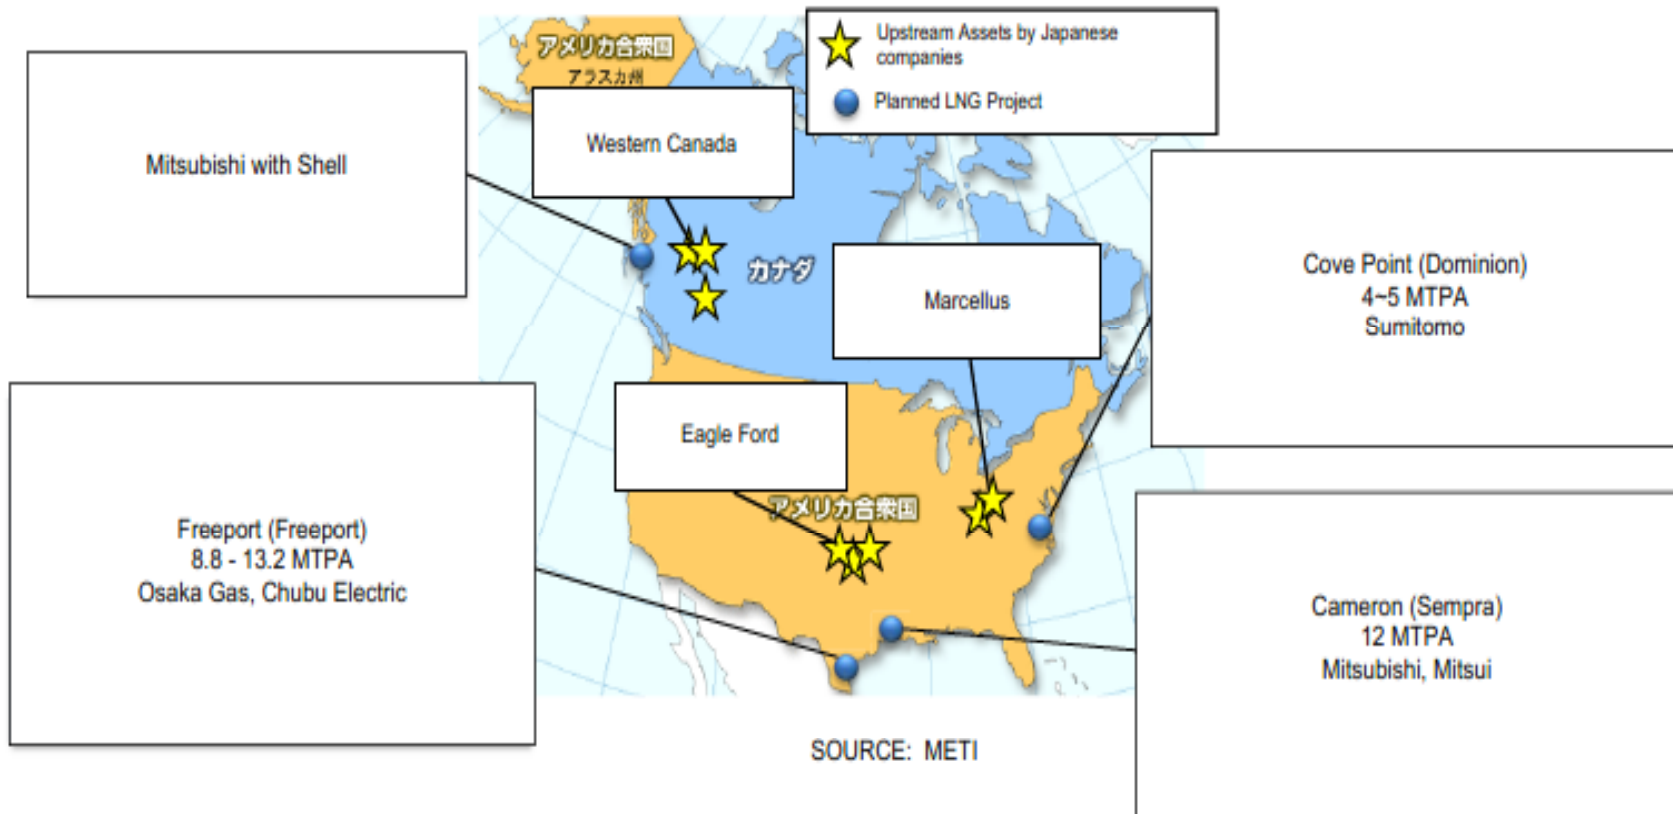 アメリカ合衆国
アラスカ州
Upstream Assets by Japanese
companies
Planned LNG Project
Mitsubishi with Shell
Western Canada
カナダ
Marcellus
Cove Point (Dominion)
4~5 MTPA
Sumitomo
Eagle Ford
アメリカ合衆国
Freeport (Freeport)
8.8 - 13.2 MTPA
Osaka Gas, Chubu Electric
Cameron (Sempra)
12 MTPA
Mitsubishi, Mitsui
SOURCE: METI